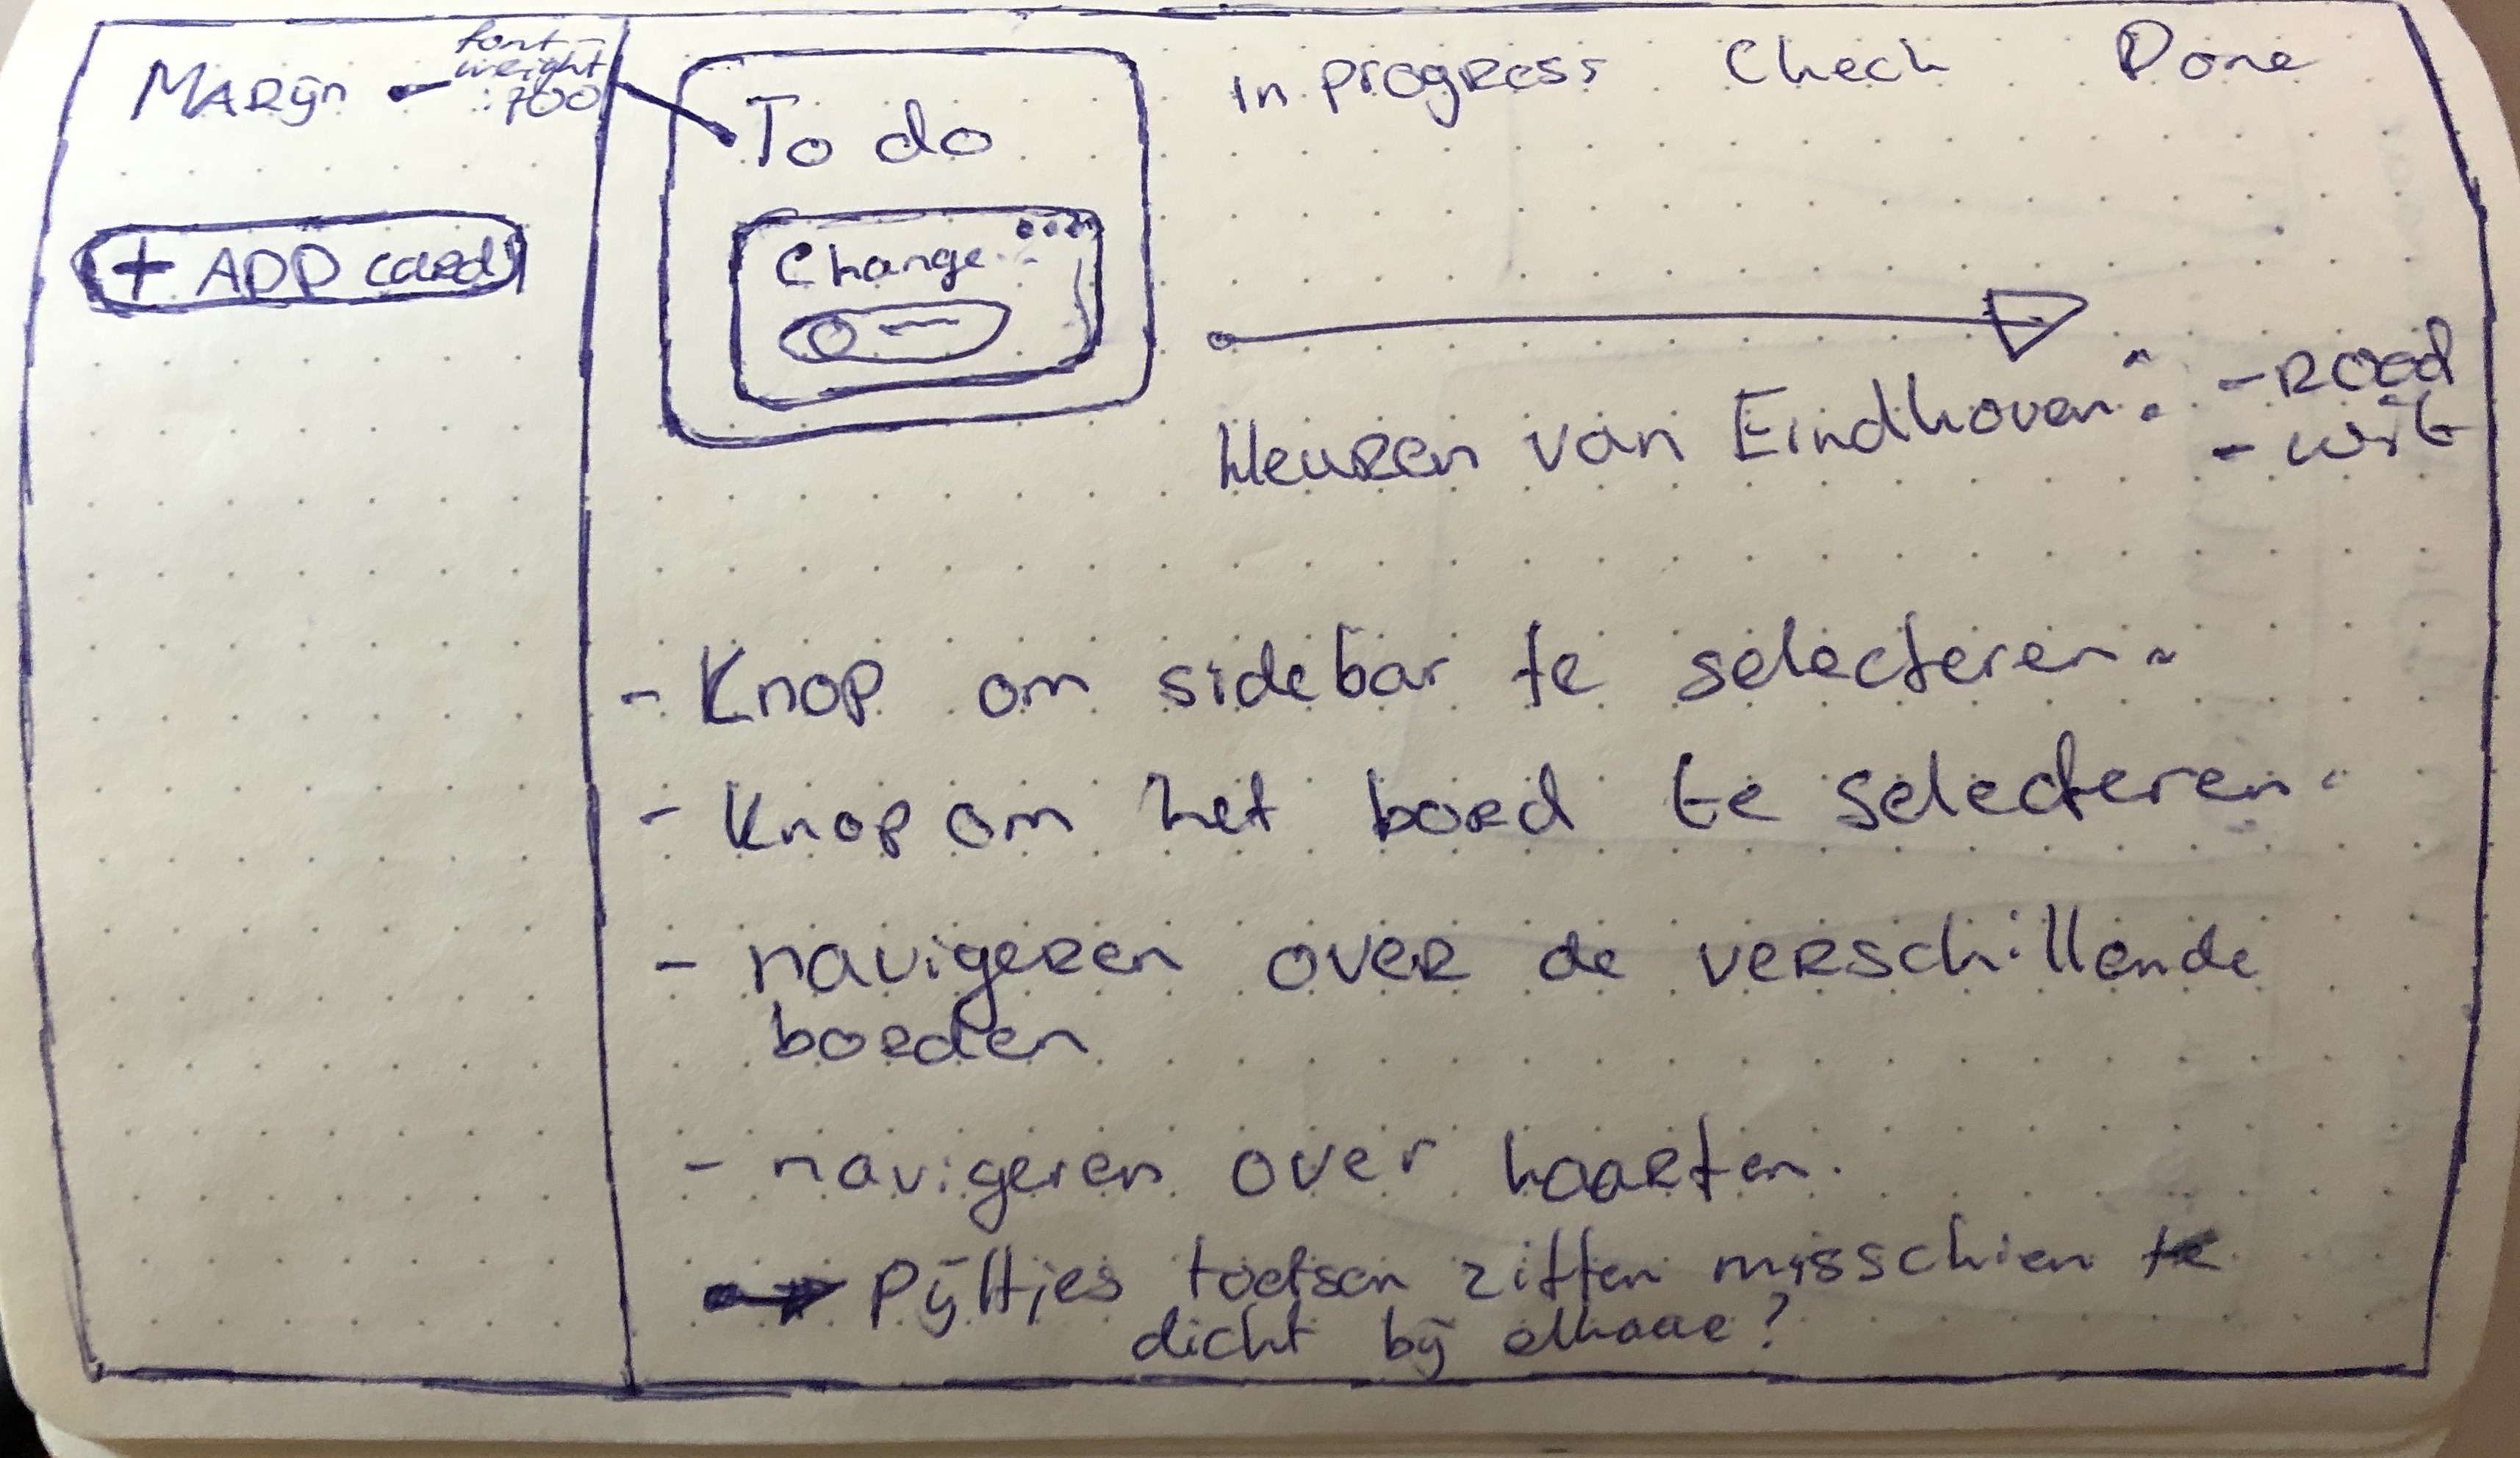 MARijn
font-
weight
: 700
+ ADD card
To do
Change...
in progress
Check
Done
kleuren van Eindhoven:
- Rood
- wit
- Knop om sidebar te selecteren.
- Knop om het bord te selecteren.
- navigeren over de verschillende
borden
- navigeren over kaarten.
→ Pijltjes toetsen zitten misschien te
dicht bij elkaar?